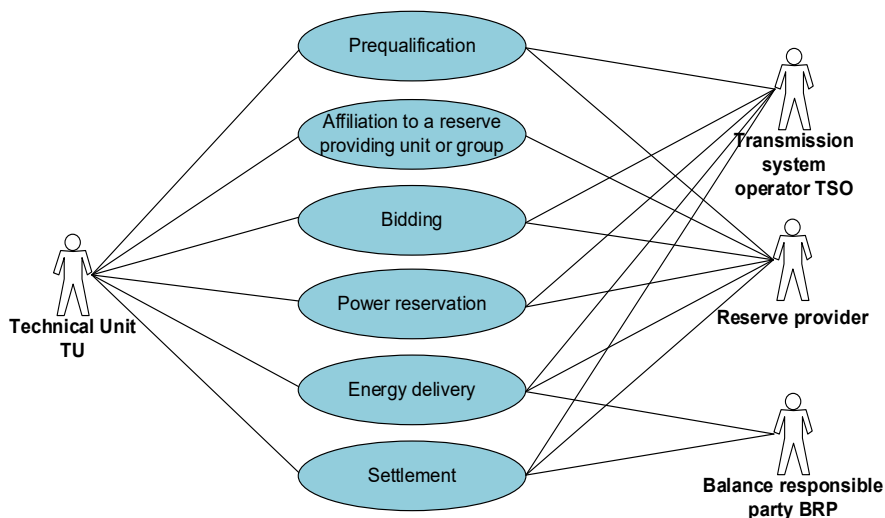 Prequalification
Affiliation to a reserve
providing unit or group
Bidding
Power reservation
Energy delivery
Settlement
Technical Unit
TU
Transmission
system
operator TSO
Reserve provider
Balance responsible
party BRP